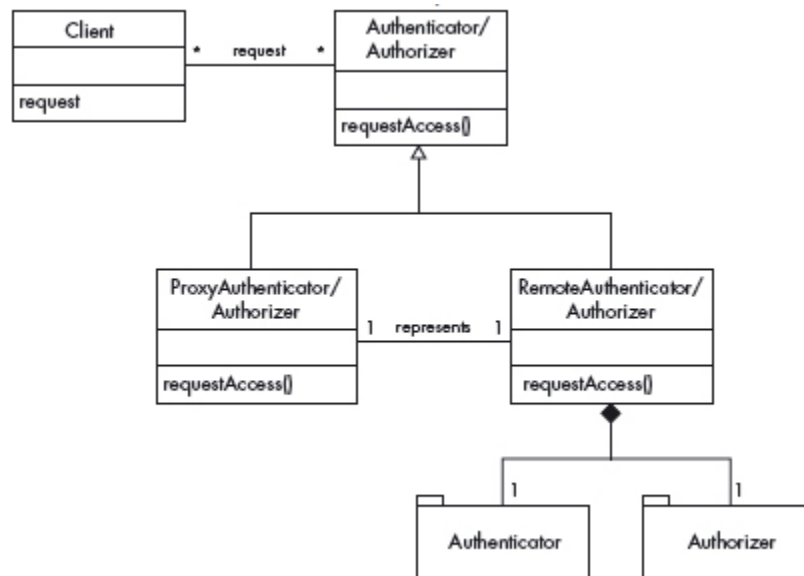 Client
Authenticator/
Authorizer
* request *
request
requestAccess()
ProxyAuthenticator/
Authorizer
RemoteAuthenticator/
Authorizer
1 represents 1
requestAccess()
requestAccess()
1
1
Authenticator
Authorizer